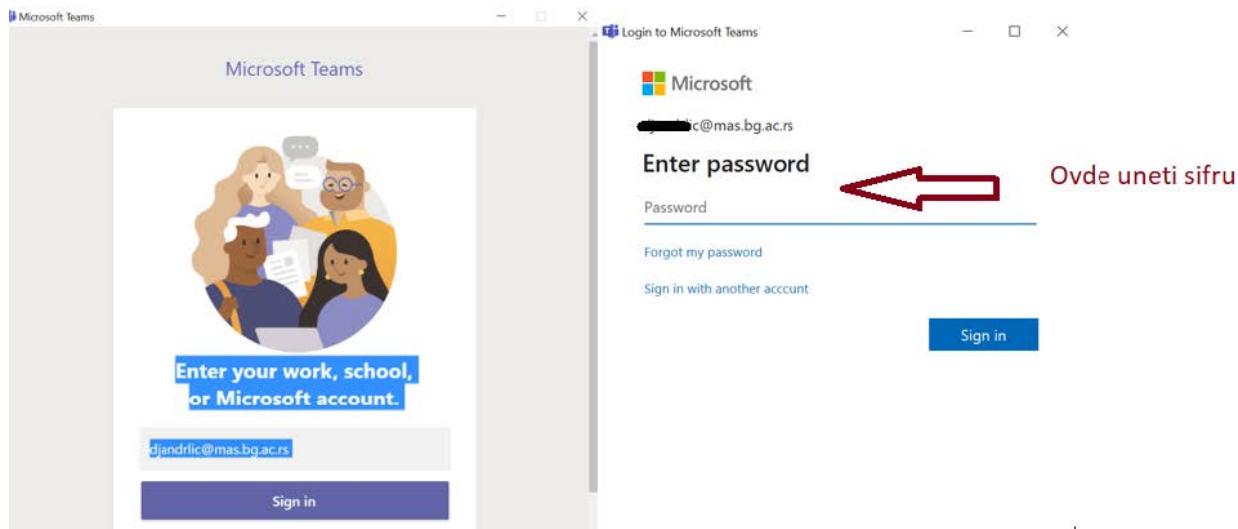 Microsoft Teams
Microsoft Teams
Enter your work, school,
or Microsoft account.
djandrlic@mas.bg.ac.rs
Sign in
Login to Microsoft Teams
Microsoft
ic@mas.bg.ac.rs
Enter password
Password
Forgot my password
Sign in with another acccunt
Sign in
Ovde uneti sifru